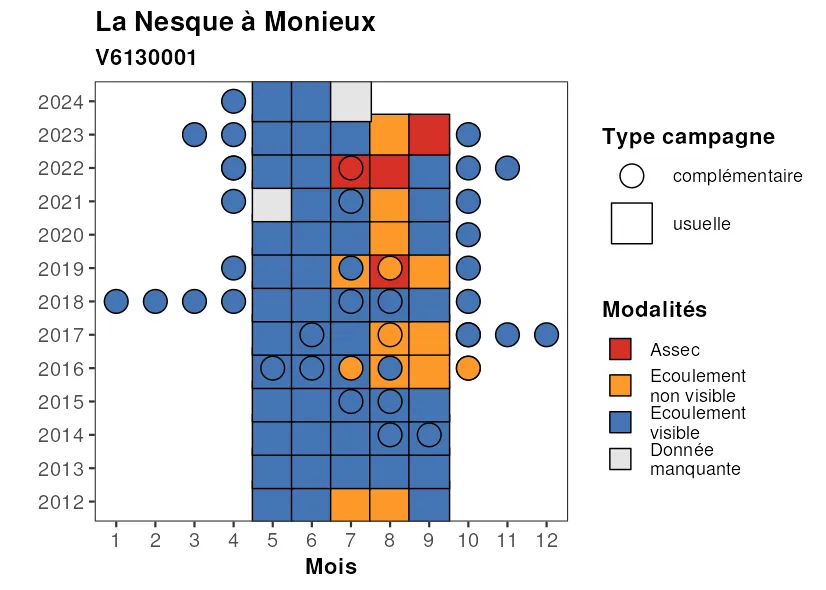 La Nesque à Monieux
V6130001
2024
2023
2022
2021
2020
2019
2018
2017
2016
2015
2014
2013
2012
1 2 3 4 5 6 7 8 9 10 11 12
Mois
Type campagne
complémentaire
usuelle
Modalités
Assec
Ecoulement
non visible
Ecoulement
visible
Donnée
manquante